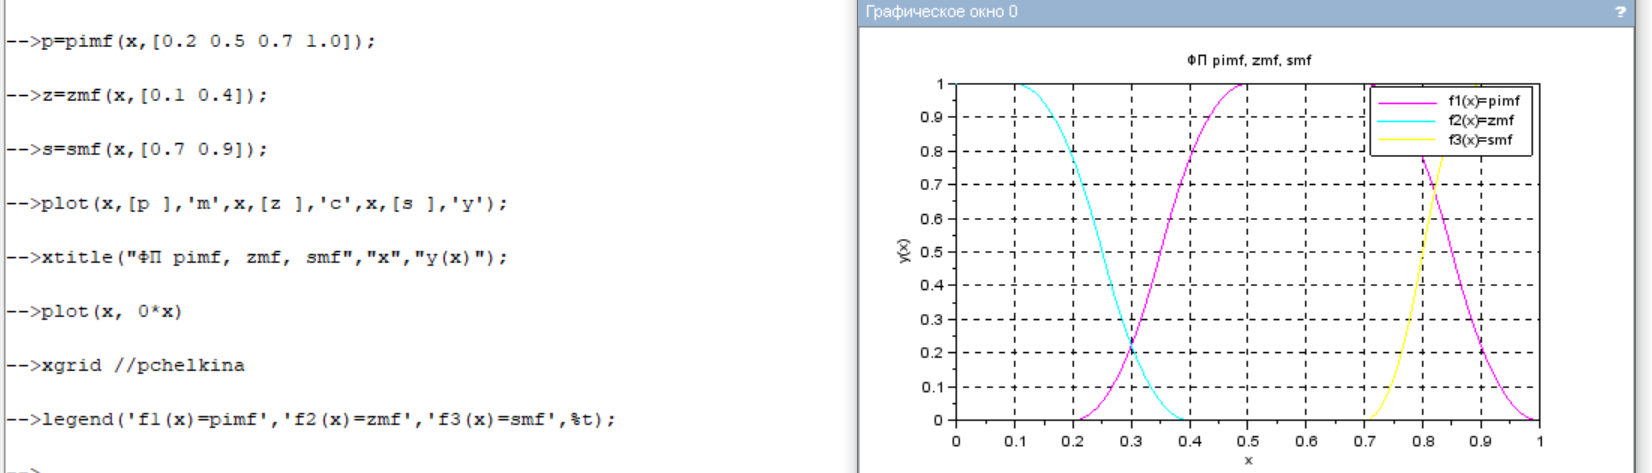 -->p=pimf(x,[0.2 0.5 0.7 1.0]);
-->z=zmf(x,[0.1 0.4]);
-->s=smf(x,[0.7 0.9]);
-->plot(x,[p ],'m',x,[z ],'c',x,[s ],'y');
-->xtitle("ФП pimf, zmf, smf","x","y(x)");
-->plot(x, 0*x)
-->xgrid //pchelkina
-->legend('f1(x)=pimf','f2(x)=zmf','f3(x)=smf',%t);
-->
Графическое окно 0
?
ФП pimf, zmf, smf
f1(x)=pimf
f2(x)=zmf
f3(x)=smf
y(x)
1
0.9
0.8
0.7
0.6
0.5
0.4
0.3
0.2
0.1
0
0 0.1 0.2 0.3 0.4 0.5 0.6 0.7 0.8 0.9 1
x